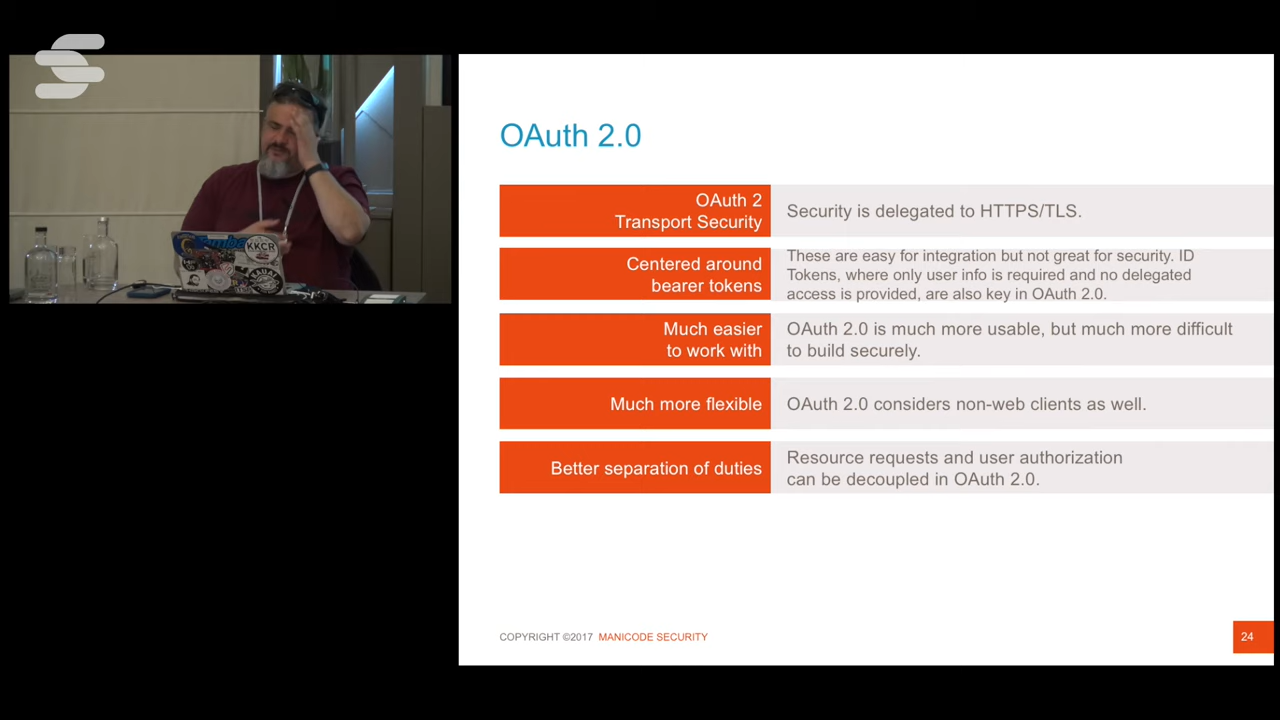 OAuth 2.0
OAuth 2
Transport Security
Security is delegated to HTTPS/TLS.
Centered around
bearer tokens
These are easy for integration but not great for security. ID
Tokens, where only user info is required and no delegated
access is provided, are also key in OAuth 2.0.
Much easier
to work with
OAuth 2.0 is much more usable, but much more difficult
to build securely.
Much more flexible
OAuth 2.0 considers non-web clients as well.
Better separation of duties
Resource requests and user authorization
can be decoupled in OAuth 2.0.
COPYRIGHT ©2017 MANICODE SECURITY
24
KKCR